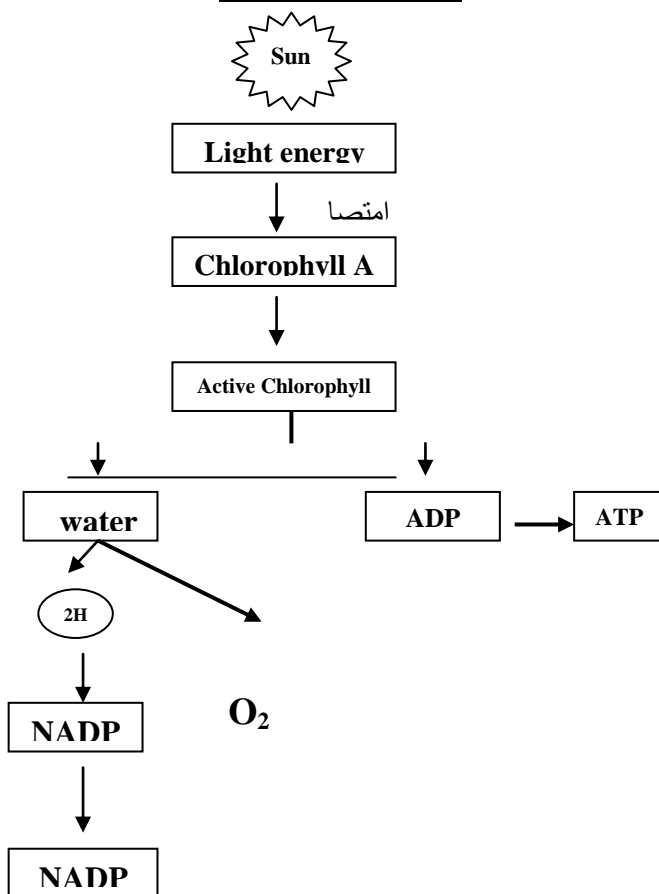 Sun
Light energy
امتصا
Chlorophyll A
Active Chlorophyll
water
ADP
ATP
2H
NADP
O₂
NADP